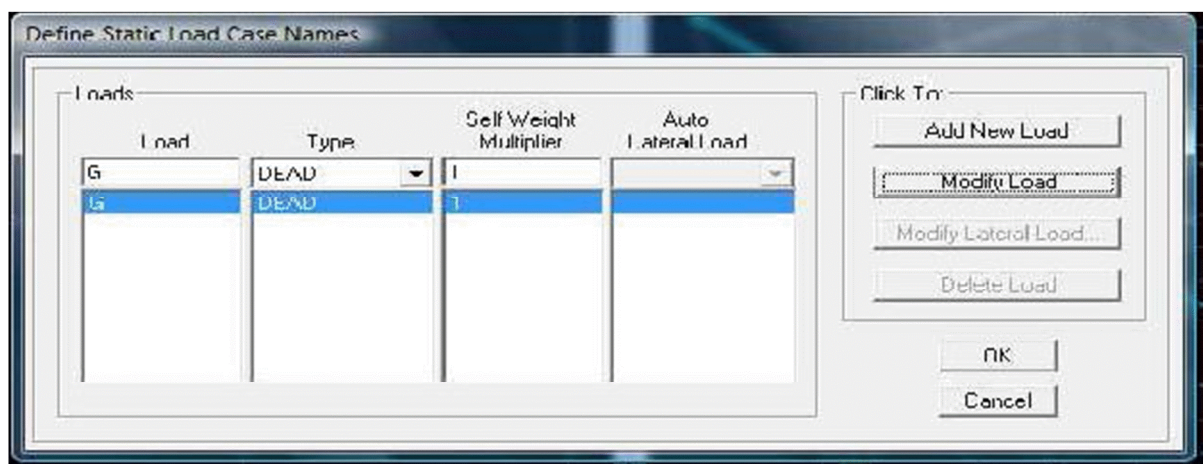 Define Static Load Case Names
Loads
Load Type Self Weight Multiplier Auto Lateral Load
G DEAD 1
G DEAD 1
Click To:
Add New Load
Modify Load
Modify Lateral Load...
Delete Load
OK
Cancel